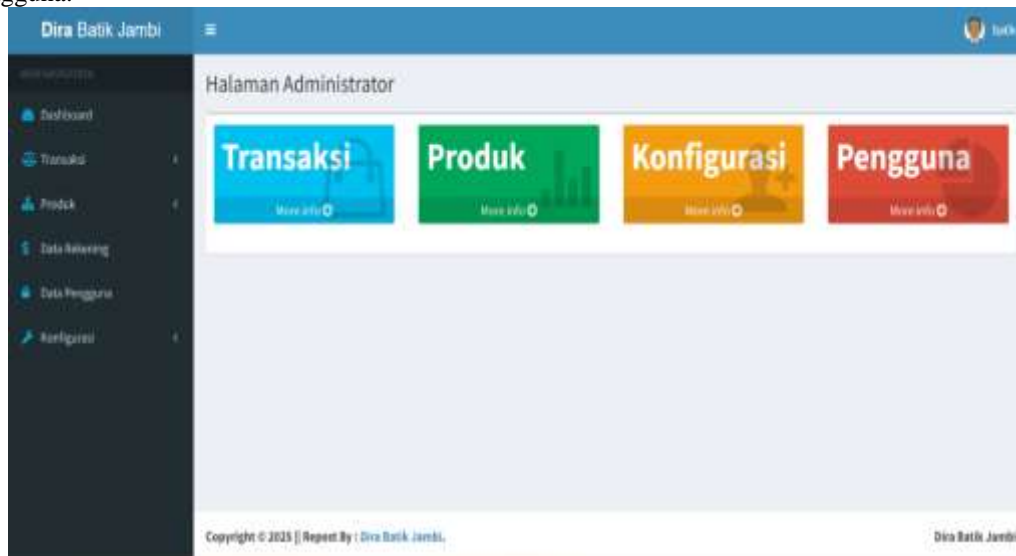 Dira Batik Jambi
Halaman Administrator
Dashboard
Transaksi
Produk
Data Rekening
Data Pengguna
Konfigurasi
Transaksi
More info
Produk
More info
Konfigurasi
More info
Pengguna
More info
Copyright © 2025 || Repost By : Dira Batik Jambi.
Dira Batik Jambi